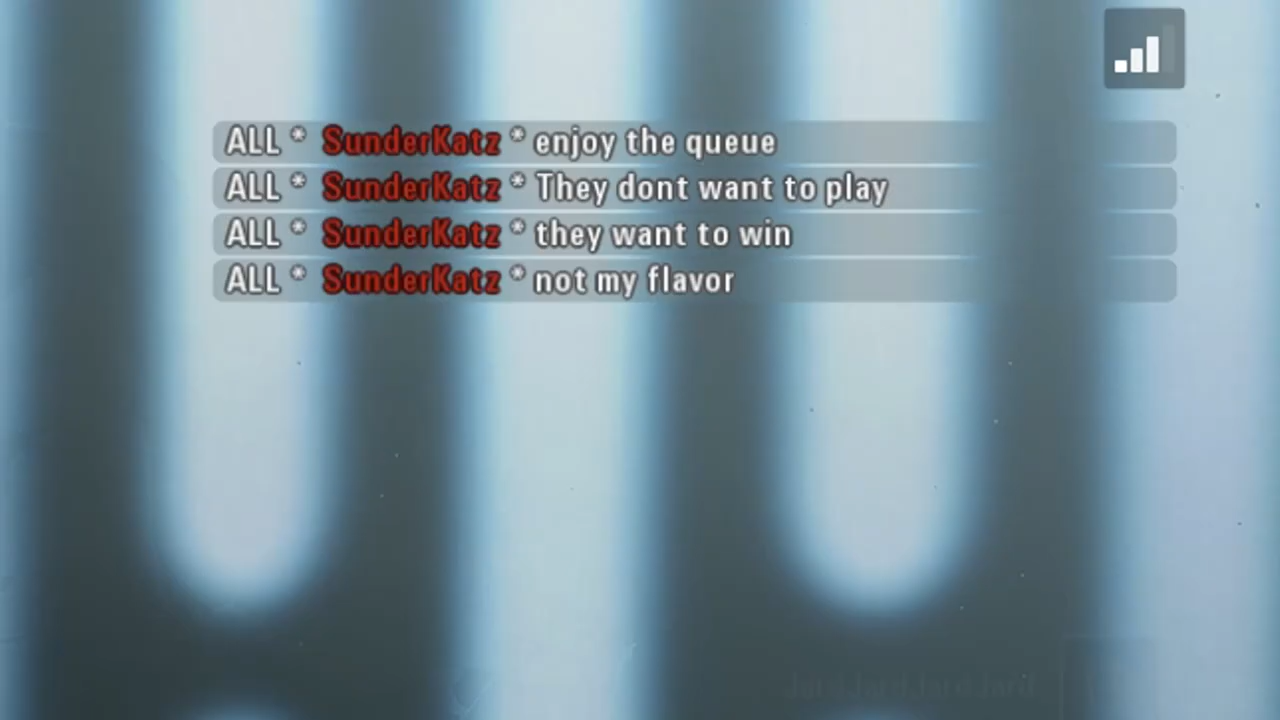 ALL * SunderKatz * enjoy the queue
ALL * SunderKatz * They dont want to play
ALL * SunderKatz * they want to win
ALL * SunderKatz * not my flavor